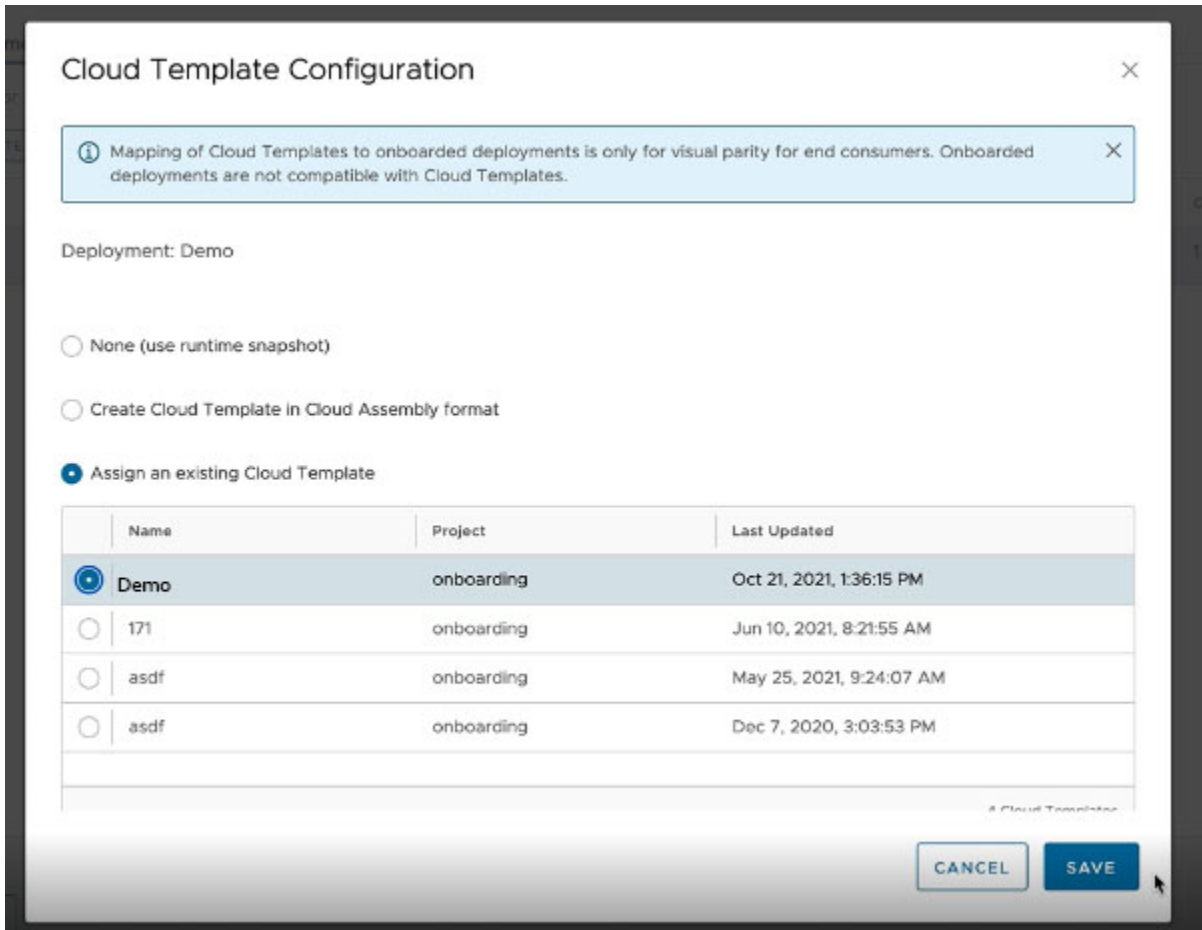 Cloud Template Configuration
Mapping of Cloud Templates to onboarded deployments is only for visual parity for end consumers. Onboarded
deployments are not compatible with Cloud Templates.
Deployment: Demo
None (use runtime snapshot)
Create Cloud Template in Cloud Assembly format
Assign an existing Cloud Template
Name Project Last Updated
Demo onboarding Oct 21, 2021, 1:36:15 PM
171 onboarding Jun 10, 2021, 8:21:55 AM
asdf onboarding May 25, 2021, 9:24:07 AM
asdf onboarding Dec 7, 2020, 3:03:53 PM
4 Cloud Templates
CANCEL SAVE